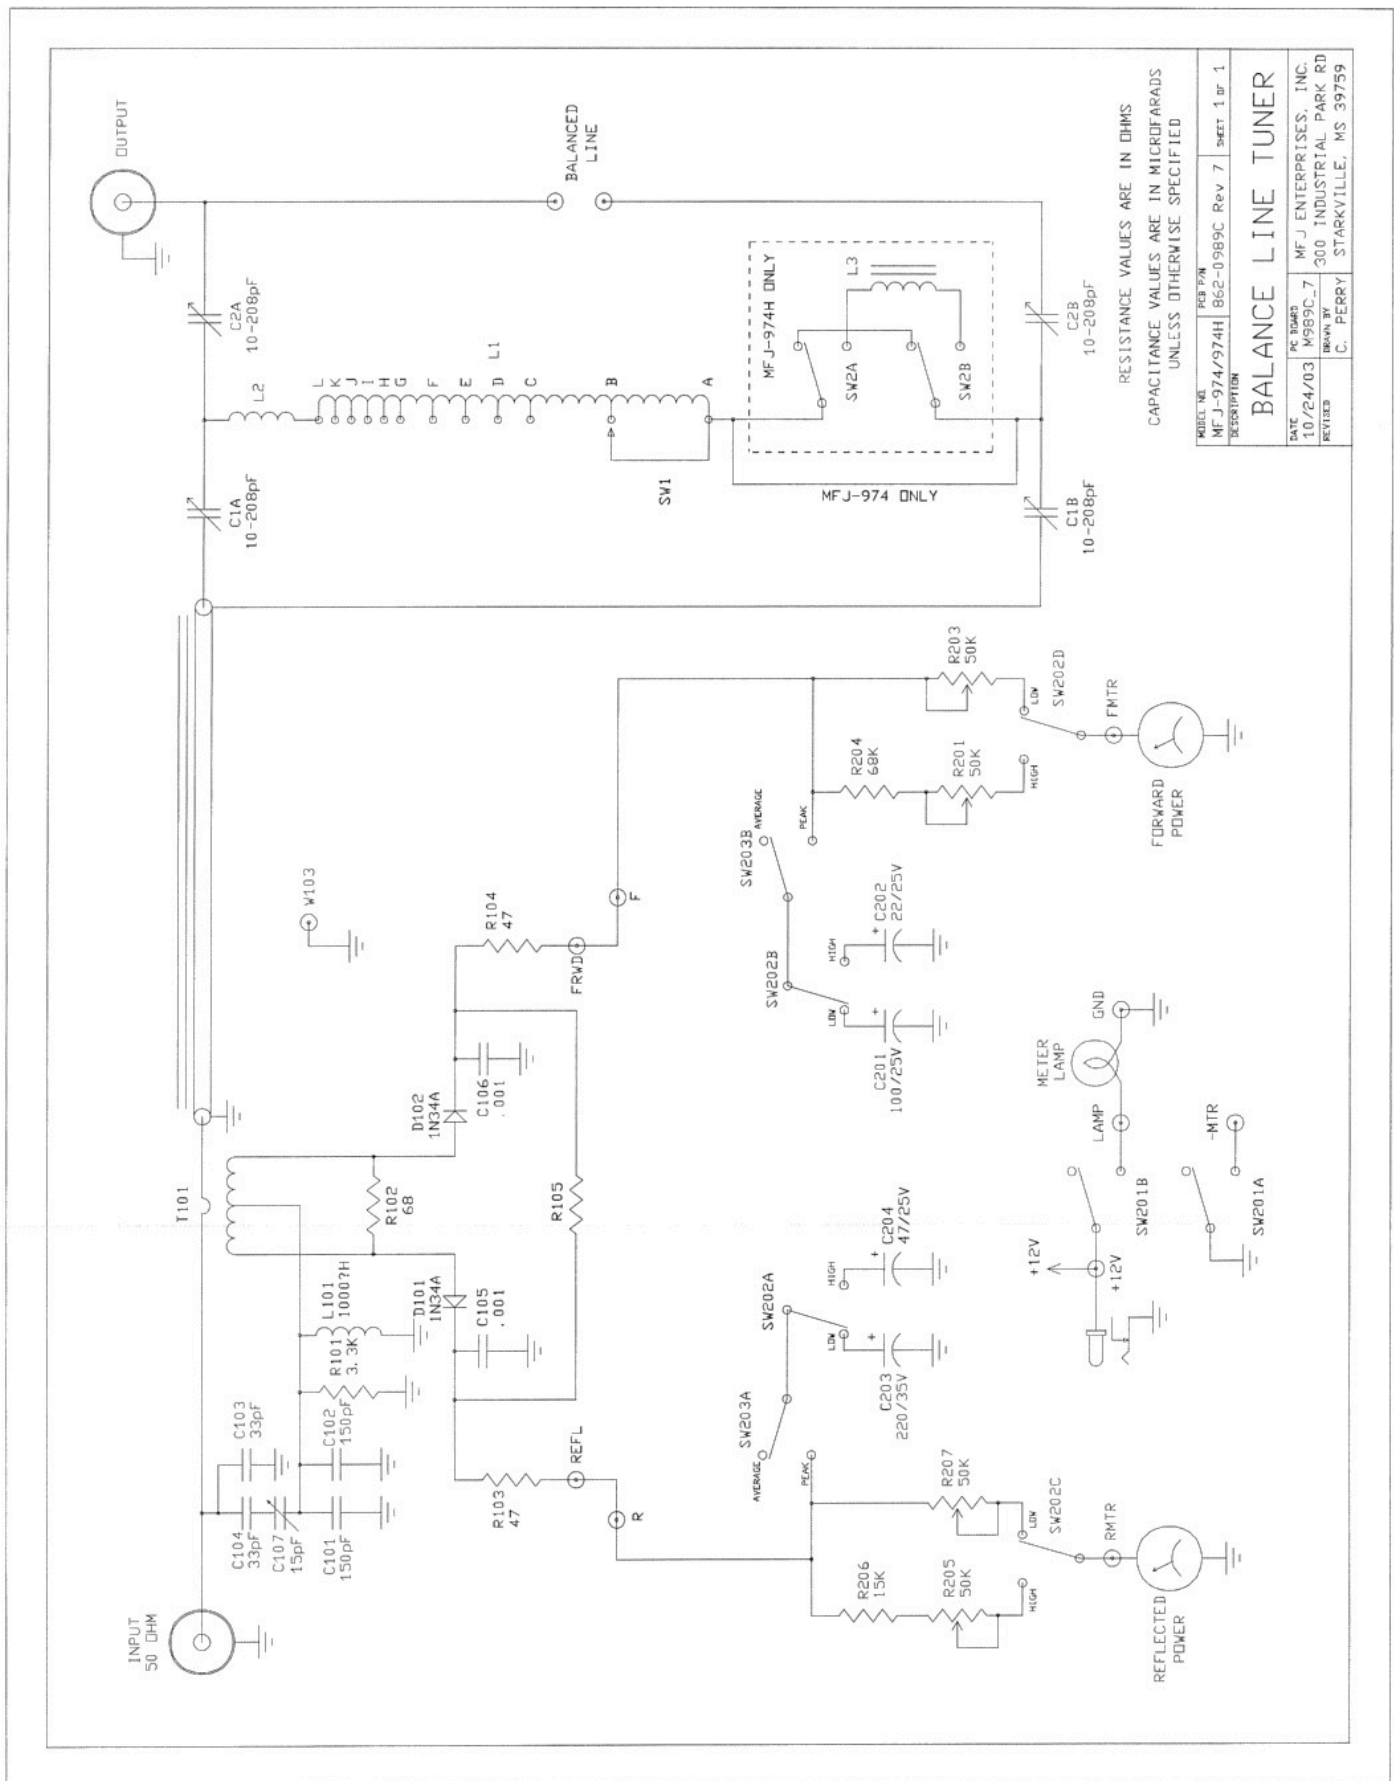 INPUT
50 OHM
C104
33pF
C107
15pF
C103
33pF
C101
150pF
C102
150pF
R101
3.3K
L101
1000?H
T101
R102
68
D101
1N34A
D102
1N34A
C105
.001
C106
.001
R105
R103
47
REFL
R
R104
47
FRWD
F
W103
C1A
10-208pF
C2A
10-208pF
OUTPUT
L2
L
K
J
I
H
G
F
E
D
C
B
A
L1
SW1
BALANCED
LINE
MFJ-974H ONLY
SW2A
L3
SW2B
MFJ-974 ONLY
C1B
10-208pF
C2B
10-208pF
AVERAGE
SW203A
PEAK
SW202A
LOW
HIGH
C203
220/35V
C204
47/25V
R206
15K
R205
50K
R207
50K
HIGH
LOW
SW202C
RMTR
REFLECTED
POWER
SW202B
SW203B
AVERAGE
PEAK
LOW
HIGH
C201
100/25V
C202
22/25V
R204
68K
R201
50K
R203
50K
HIGH
LOW
SW202D
FMTR
FORWARD
POWER
+12V
+12V
SW201B
LAMP
METER
LAMP
GND
SW201A
-MTR
RESISTANCE VALUES ARE IN OHMS
CAPACITANCE VALUES ARE IN MICROFARADS
UNLESS OTHERWISE SPECIFIED
MODEL NO.
MFJ-974/974H
PCB P/N
862-0989C Rev 7
SHEET 1 OF 1
DESCRIPTION
BALANCE LINE TUNER
DATE
10/24/03
PC BOARD
M989C_7
REVISED
DRAWN BY
C. PERRY
MFJ ENTERPRISES, INC.
300 INDUSTRIAL PARK RD
STARKVILLE, MS 39759